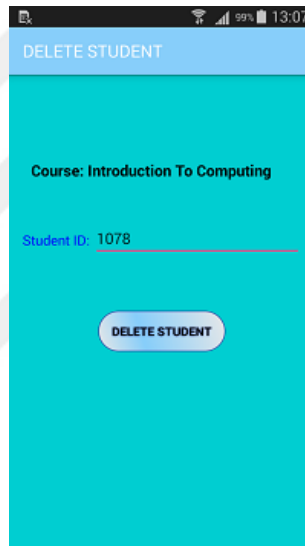 99% 13:07
DELETE STUDENT
Course: Introduction To Computing
Student ID: 1078
DELETE STUDENT